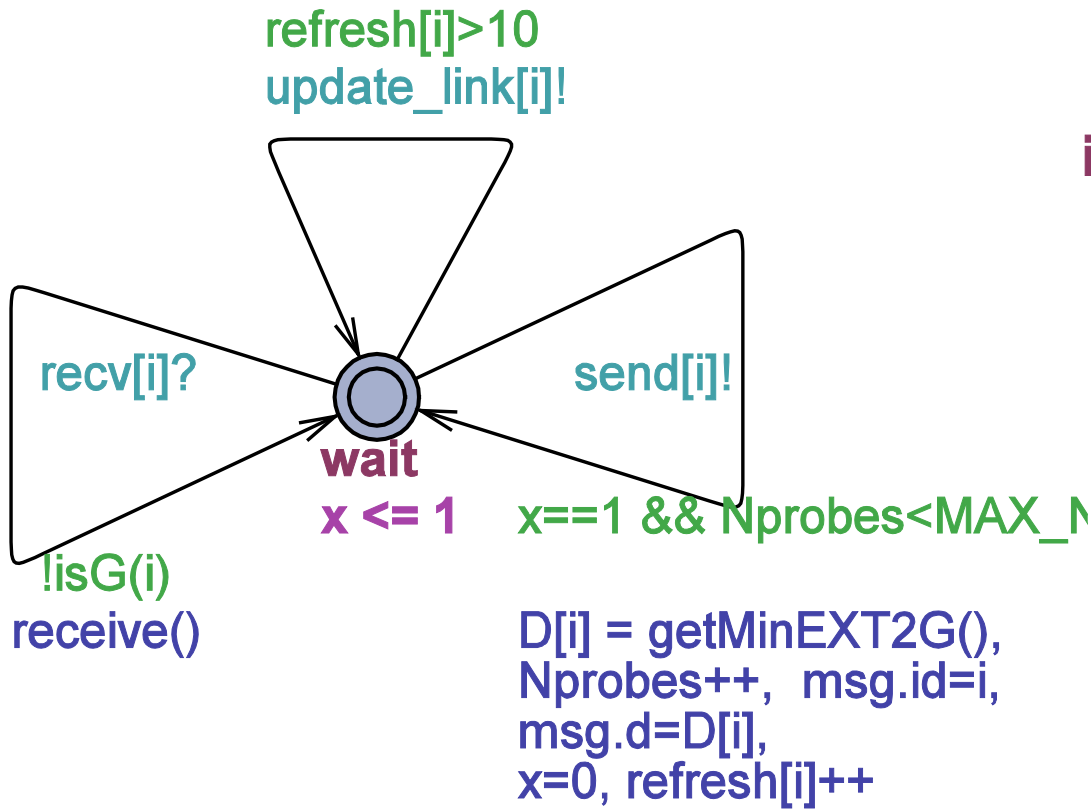 refresh[i]>10
update_link[i]!
recv[i]?
send[i]!
wait
x <= 1
x==1 && Nprobes<MAX_N
!isG(i)
receive()
D[i] = getMinEXT2G(),
Nprobes++, msg.id=i,
msg.d=D[i],
x=0, refresh[i]++